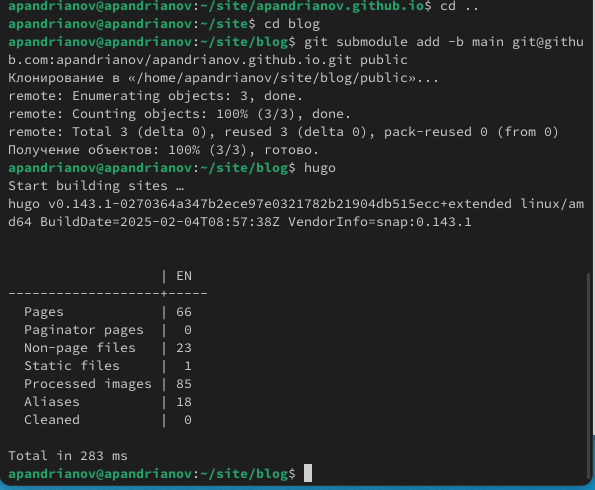 apandrianov@apandrianov:~/site/apandrianov.github.io$ cd ..
apandrianov@apandrianov:~/site$ cd blog
apandrianov@apandrianov:~/site/blog$ git submodule add -b main git@githu
b.com:apandrianov/apandrianov.github.io.git public
Клонирование в «/home/apandrianov/site/blog/public»...
remote: Enumerating objects: 3, done.
remote: Counting objects: 100% (3/3), done.
remote: Total 3 (delta 0), reused 3 (delta 0), pack-reused 0 (from 0)
Получение объектов: 100% (3/3), готово.
apandrianov@apandrianov:~/site/blog$ hugo
Start building sites …
hugo v0.143.1-0270364a347b2ece97e0321782b21904db515ecc+extended linux/am
d64 BuildDate=2025-02-04T08:57:38Z VendorInfo=snap:0.143.1
                   | EN
-------------------+-----
  Pages            | 66
  Paginator pages  |  0
  Non-page files   | 23
  Static files     |  1
  Processed images | 85
  Aliases          | 18
  Cleaned          |  0
Total in 283 ms
apandrianov@apandrianov:~/site/blog$